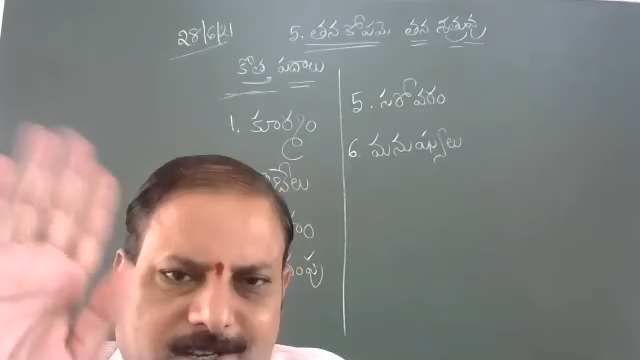 28/6/21 5. తన కోపమె తన శత్రువు
కొత్త పదాలు
1. కూర్మం
5. సరోవరం
6. మనుషులు